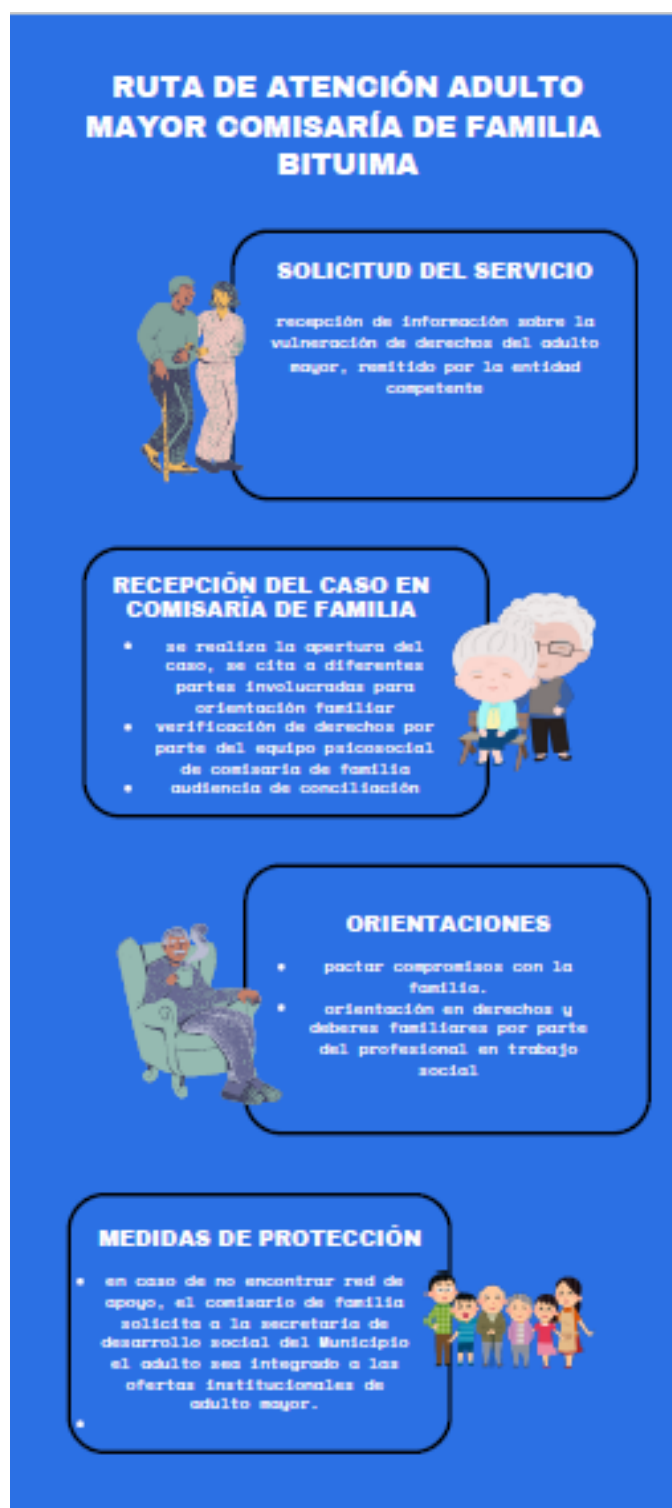 RUTA DE ATENCIÓN ADULTO
MAYOR COMISARÍA DE FAMILIA
BITUIMA
SOLICITUD DEL SERVICIO
recepción de información sobre la
vulneración de derechos del adulto
mayor, remitido por la entidad
competente
RECEPCIÓN DEL CASO EN
COMISARÍA DE FAMILIA
• se realiza la apertura del
caso, se cita a diferentes
partes involucradas para
orientación familiar
• verificación de derechos por
parte del equipo psicosocial
de comisaria de familia
• audiencia de conciliación
ORIENTACIONES
• pactar compromisos con la
familia.
• orientación en derechos y
deberes familiares por parte
del profesional en trabajo
social
MEDIDAS DE PROTECCIÓN
• en caso de no encontrar red de
apoyo, el comisario de familia
solicita a la secretaria de
desarrollo social del Municipio
el adulto sea integrado a las
ofertas institucionales de
adulto mayor.
•